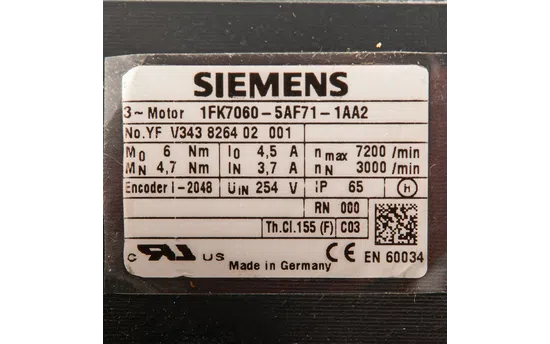 SIEMENS
3~ Motor 1FK7060-5AF71-1AA2
No.YF V343 8264 02 001
M0 6 Nm I0 4,5 A n max 7200 /min
MN 4,7 Nm IN 3,7 A nN 3000 /min
Encoder I-2048 UIN 254 V IP 65 H
RN 000
Th.Cl.155 (F) C03
c RU US CE EN 60034
Made in Germany